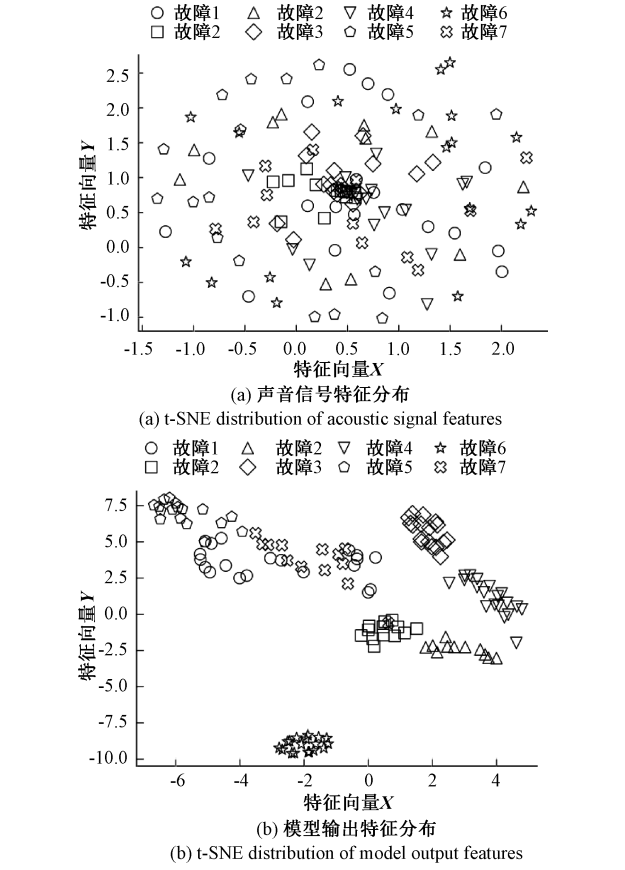 故障1 故障2 故障4 故障6
故障2 故障3 故障5 故障7
2.5
2.0
1.5
1.0
0.5
0.0
-0.5
-1.0
特征向量Y
-1.5 -1.0 -0.5 0.0 0.5 1.0 1.5 2.0
特征向量X
(a) 声音信号特征分布
(a) t-SNE distribution of acoustic signal features
故障1 故障2 故障4 故障6
故障2 故障3 故障5 故障7
7.5
5.0
2.5
0.0
-2.5
-5.0
-7.5
-10.0
特征向量Y
-6 -4 -2 0 2 4
特征向量X
(b) 模型输出特征分布
(b) t-SNE distribution of model output features